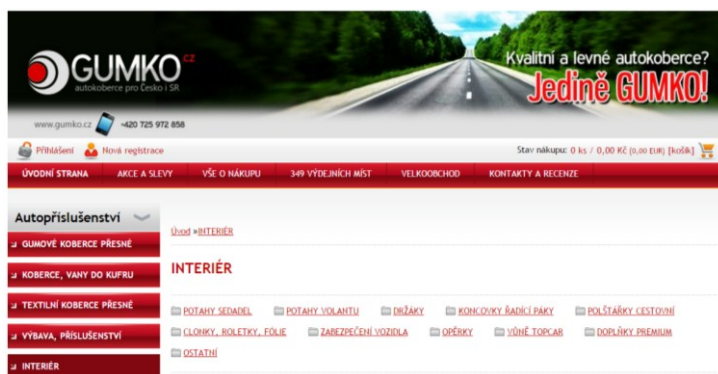 GUMKO.cz
autokoberce pro Česko i SR
Kvalitní a levné autokoberce?
Jedině GUMKO!
www.gumko.cz +420 725 972 858
Přihlášení Nová registrace
Stav nákupu: 0 ks / 0,00 Kč (0,00 EUR) [košík]
ÚVODNÍ STRANA AKCE A SLEVY VŠE O NÁKUPU 349 VÝDEJNÍCH MÍST VELKOOBCHOD KONTAKTY A RECENZE
Autopříslušenství
GUMOVÉ KOBERCE PŘESNÉ
KOBERCE, VANY DO KUFRU
TEXTILNÍ KOBERCE PŘESNÉ
VÝBAVA, PŘÍSLUŠENSTVÍ
INTERIÉR
Úvod »INTERIÉR
INTERIÉR
POTAHY SEDADEL POTAHY VOLANTU DRŽÁKY KONCOVKY ŘADÍCÍ PÁKY POLŠTÁŘKY CESTOVNÍ
CLONKY, ROLETKY, FÓLIE ZABEZPEČENÍ VOZIDLA OPĚRKY VŮNĚ TOPCAR DOPLŇKY PREMIUM
OSTATNÍ